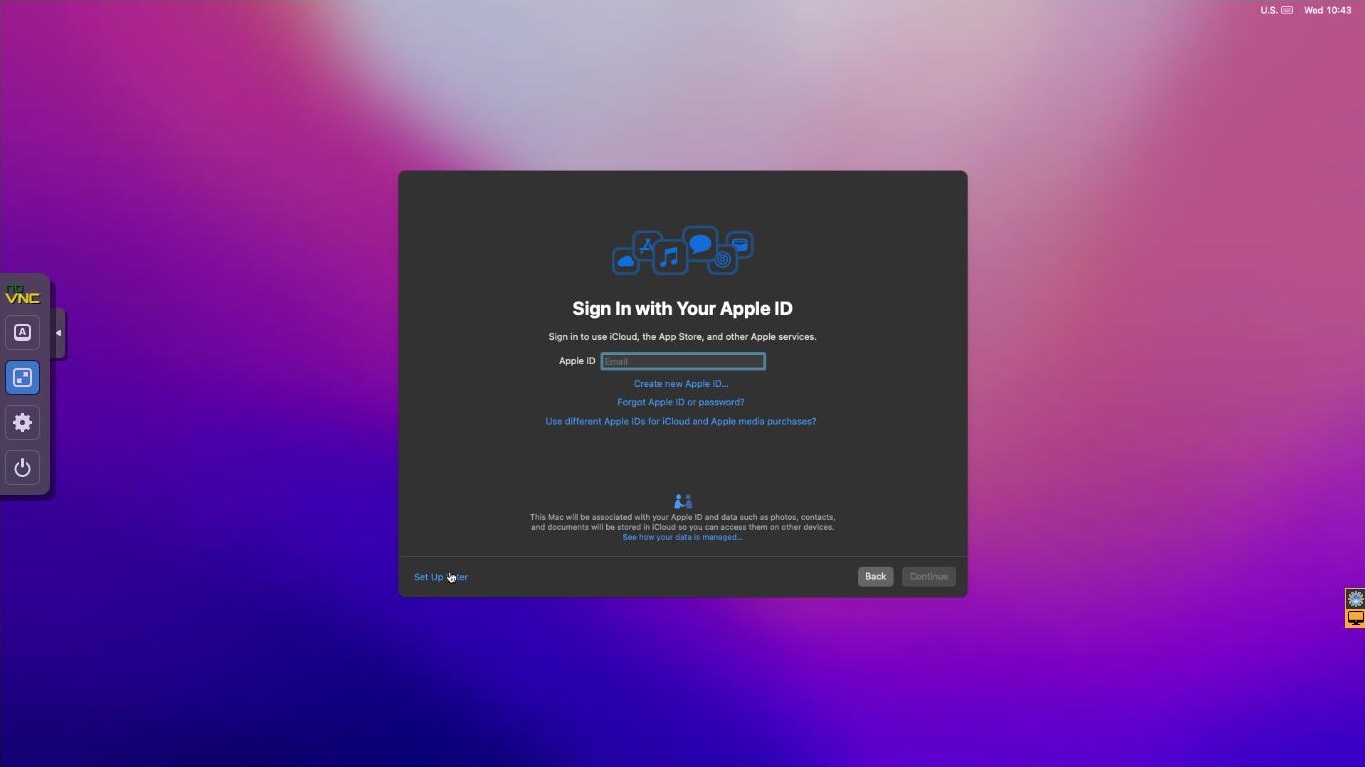 U.S. Wed 10:43
VNC
A
Sign In with Your Apple ID
Sign in to use iCloud, the App Store, and other Apple services.
Apple ID Email
Create new Apple ID...
Forgot Apple ID or password?
Use different Apple IDs for iCloud and Apple media purchases?
This Mac will be associated with your Apple ID and data such as photos, contacts,
and documents will be stored in iCloud so you can access them on other devices.
See how your data is managed...
Set Up Later Back Continue